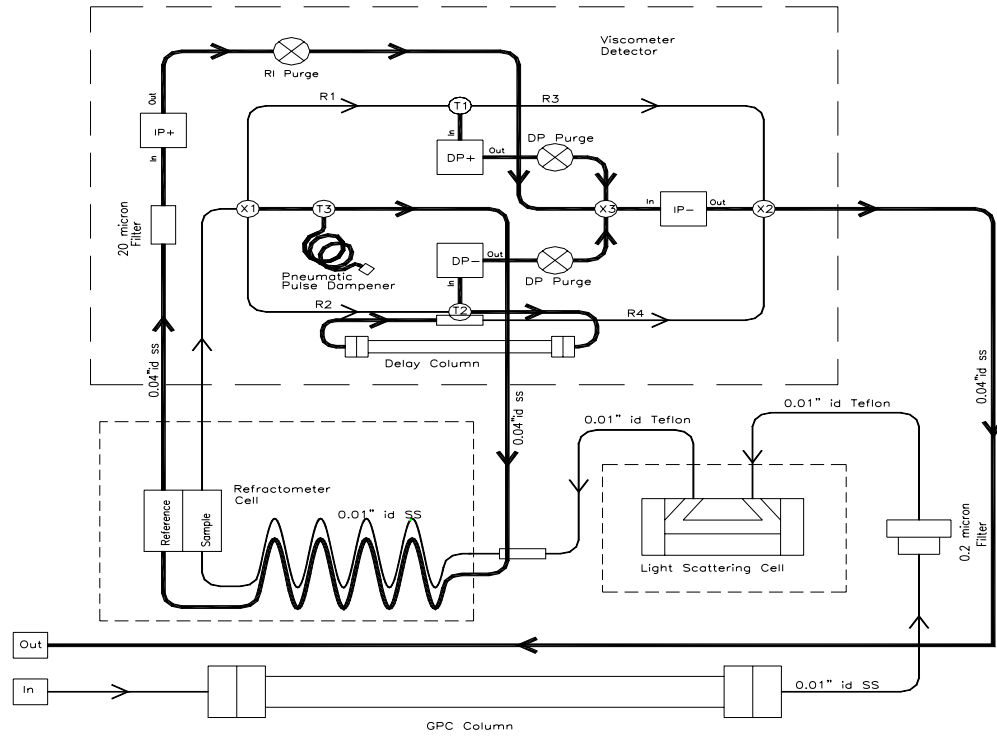 Viscometer
Detector
RI Purge
Out
IP+
In
20 micron
Filter
R1
T1
R3
In
DP+
Out
DP Purge
X1
T3
X3
In
IP-
Out
X2
Pneumatic
Pulse Dampener
DP-
Out
In
DP Purge
R2
T2
R4
Delay Column
0.04"id ss
0.04"id ss
0.04"id ss
0.01" id Teflon
0.01" id Teflon
Refractometer
Cell
Reference
Sample
0.01" id SS
Light Scattering Cell
0.2 micron
Filter
Out
In
0.01" id SS
GPC Column